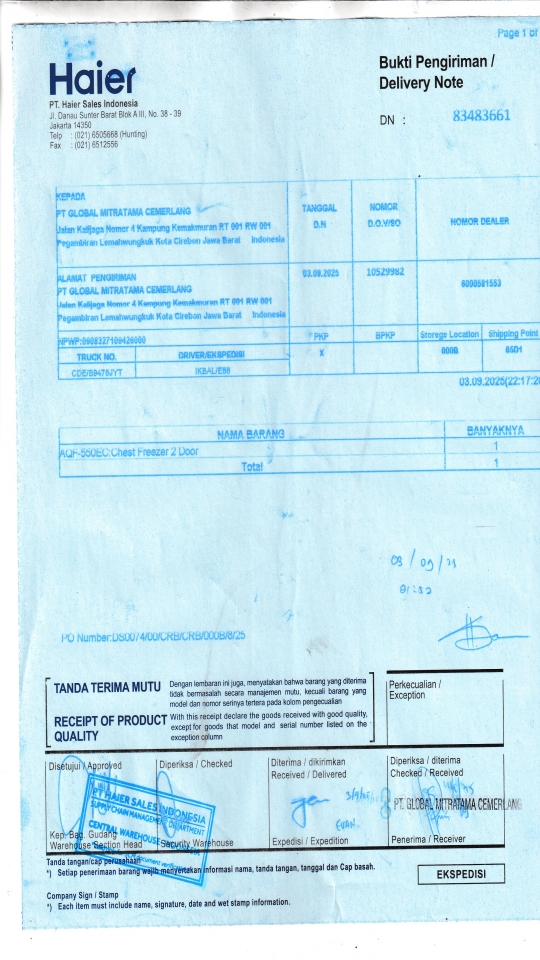 Page 1 of
Haier
PT. Haier Sales Indonesia
Jl. Danau Sunter Barat Blok A III, No. 38 - 39
Jakarta 14350
Telp : (021) 6505668 (Hunting)
Fax : (021) 6512556
Bukti Pengiriman /
Delivery Note
DN : 83483661
KEPADA
PT GLOBAL MITRATAMA CEMERLANG
Jalan Kalijaga Nomor 4 Kampung Kemakmuran RT 001 RW 001
Pegambiran Lemahwungkuk Kota Cirebon Jawa Barat Indonesia
TANGGAL
D.N
NOMOR
D.O.Y/SO
NOMOR DEALER
ALAMAT PENGIRIMAN
PT GLOBAL MITRATAMA CEMERLANG
Jalan Kalijaga Nomor 4 Kampung Kemakmuran RT 001 RW 001
Pegambiran Lemahwungkuk Kota Cirebon Jawa Barat Indonesia
03.09.2025
10529982
6000581553
PKP BPKP Storege Location Shipping Point
TRUCK NO. DRIVER/EKSPEDISI X 000B 85D1
IKBAL/E88
03.09.2025(22:17:28
NAMA BARANG BANYAKNYA
AQF-550EC:Chest Freezer 2 Door 1
Total 1
PO Number:DS0074/00/CRB/CRB/000B/8/25
TANDA TERIMA MUTU
Dengan lembaran ini juga, menyatakan bahwa barang yang diterima
tidak bermasalah secara manajemen mutu, kecuali barang yang
model dan nomor serinya tertera pada kolom pengecualian
RECEIPT OF PRODUCT
QUALITY
With this receipt declare the goods received with good quality,
except for goods that model and serial number listed on the
exception column
Perkecualian /
Exception
Disetujui / Approved
Diperiksa / Checked
Diterima / dikirimkan
Received / Delivered
Diperiksa / diterima
Checked / Received
PT HAIER SALES INDONESIA
SUPPLY CHAIN MANAGEMENT DEPARTMENT
CENTRAL WAREHOUSE
PT. GLOBAL MITRATAMA CEMERLANG
Kep. Bag. Gudang
Warehouse Section Head
Security Warehouse
Expedisi / Expedition
Penerima / Receiver
Tanda tangan/cap perusahaan
*) Setiap penerimaan barang wajib menyertakan informasi nama, tanda tangan, tanggal dan Cap basah.
EKSPEDISI
Company Sign / Stamp
*) Each item must include name, signature, date and wet stamp information.